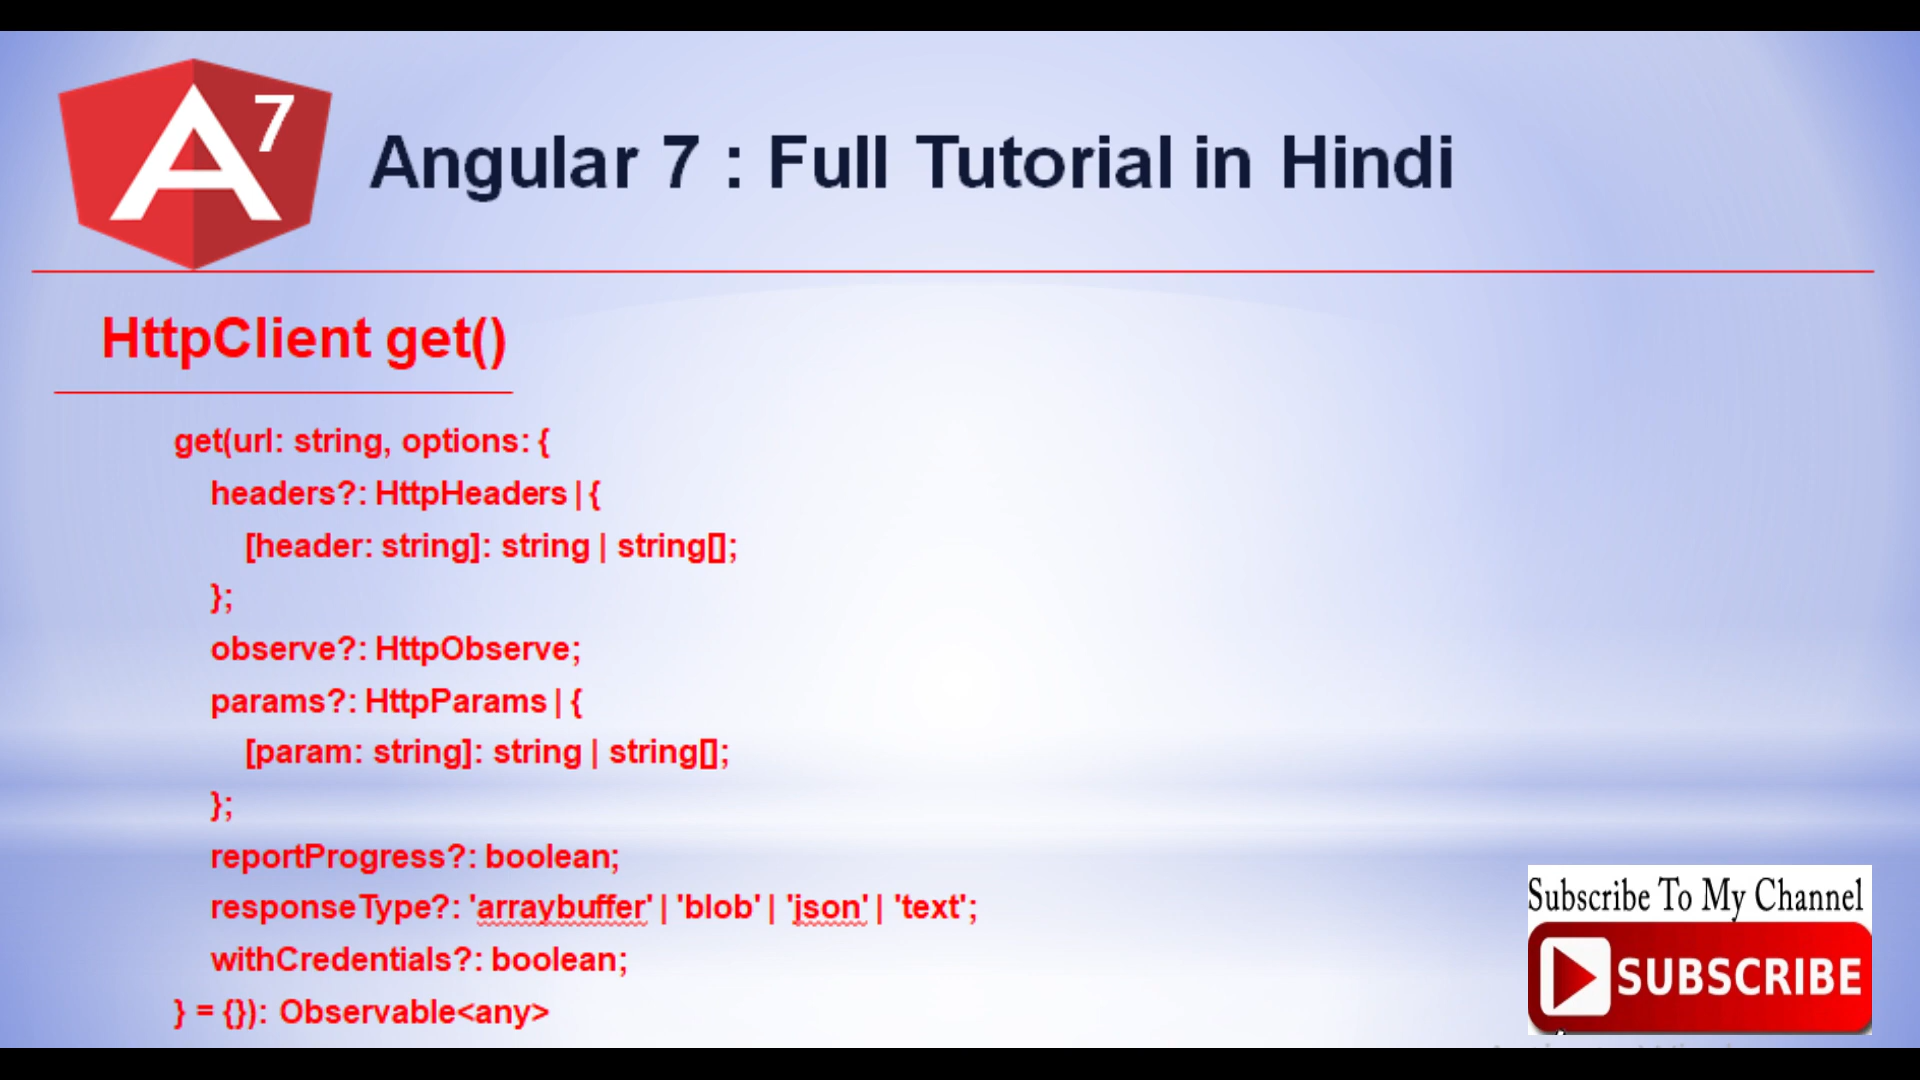 A7
Angular 7 : Full Tutorial in Hindi
HttpClient get()
get(url: string, options: {
headers?: HttpHeaders | {
[header: string]: string | string[];
};
observe?: HttpObserve;
params?: HttpParams | {
[param: string]: string | string[];
};
reportProgress?: boolean;
responseType?: 'arraybuffer' | 'blob' | 'json' | 'text';
withCredentials?: boolean;
} = {}): Observable<any>
Subscribe To My Channel
SUBSCRIBE